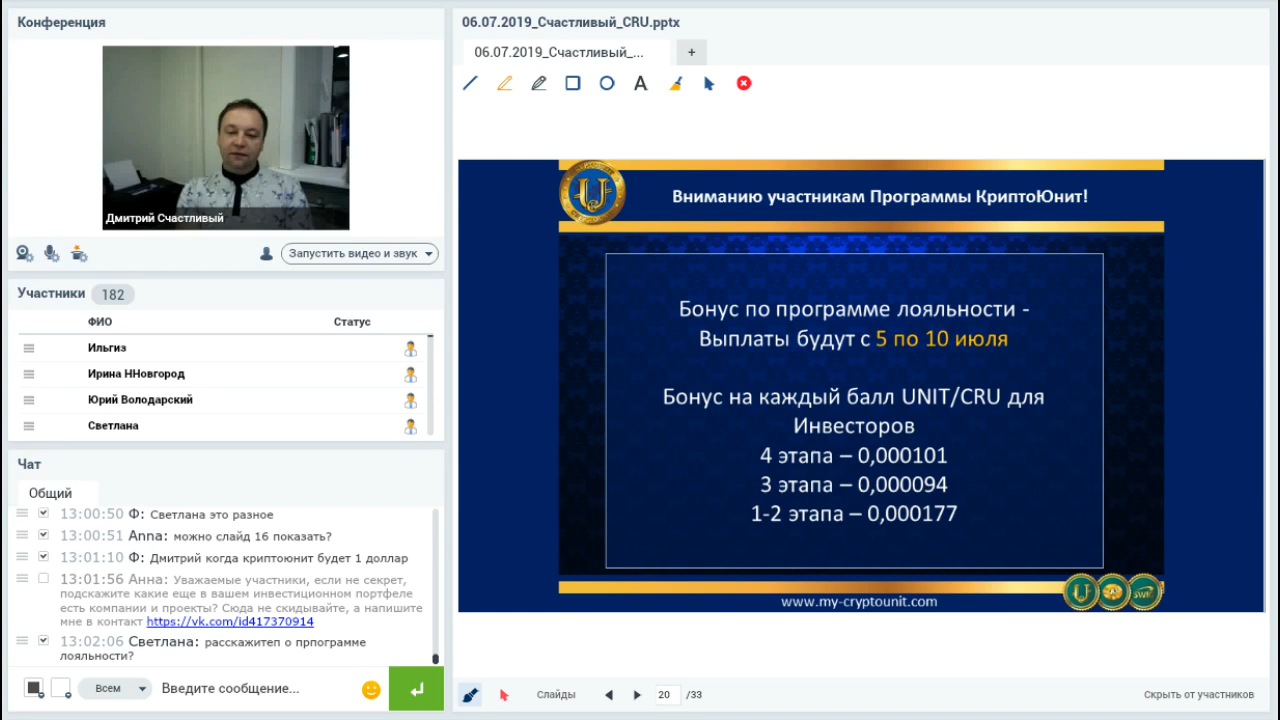 Конференция
Дмитрий Счастливый
Запустить видео и звук
Участники 182
ФИО Статус
Ильгиз
Ирина ННовгород
Юрий Володарский
Светлана
Чат
Общий
13:00:50 Ф: Светлана это разное
13:00:51 Anna: можно слайд 16 показать?
13:01:10 Ф: Дмитрий когда криптоюнит будет 1 доллар
13:01:56 Анна: Уважаемые участники, если не секрет,
подскажите какие еще в вашем инвестиционном портфеле
есть компании и проекты? Сюда не скидывайте, а напишите
мне в контакт https://vk.com/id417370914
13:02:06 Светлана: расскажитеп о прпограмме
лояльности?
Всем Введите сообщение...
06.07.2019_Счастливый_CRU.pptx
06.07.2019_Счастливый_... +
A
Вниманию участникам Программы КриптоЮнит!
Бонус по программе лояльности -
Выплаты будут с 5 по 10 июля
Бонус на каждый балл UNIT/CRU для
Инвесторов
4 этапа – 0,000101
3 этапа – 0,000094
1-2 этапа – 0,000177
www.my-cryptounit.com
Слайды 20 /33 Скрыть от участников